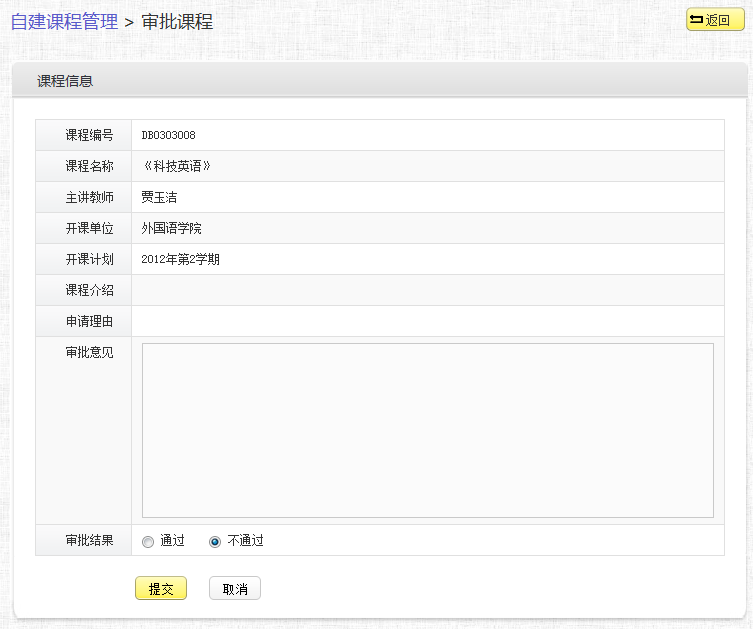 自建课程管理 > 审批课程
返回
课程信息
课程编号 DB0303008
课程名称 《科技英语》
主讲教师 贾玉洁
开课单位 外国语学院
开课计划 2012年第2学期
课程介绍
申请理由
审批意见
审批结果 通过 不通过
提交 取消